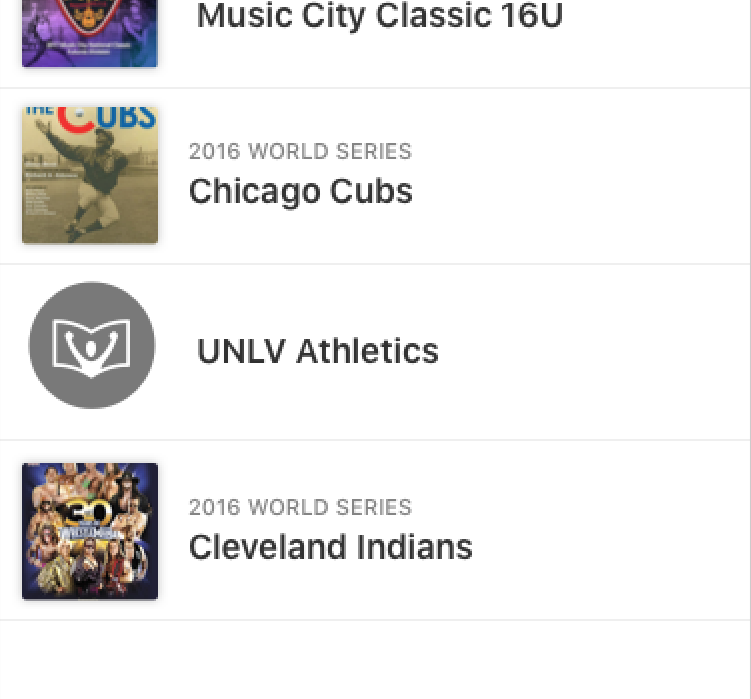 Music City Classic 16U
THE CUBS
2016 WORLD SERIES
Chicago Cubs
UNLV Athletics
30
2016 WORLD SERIES
Cleveland Indians